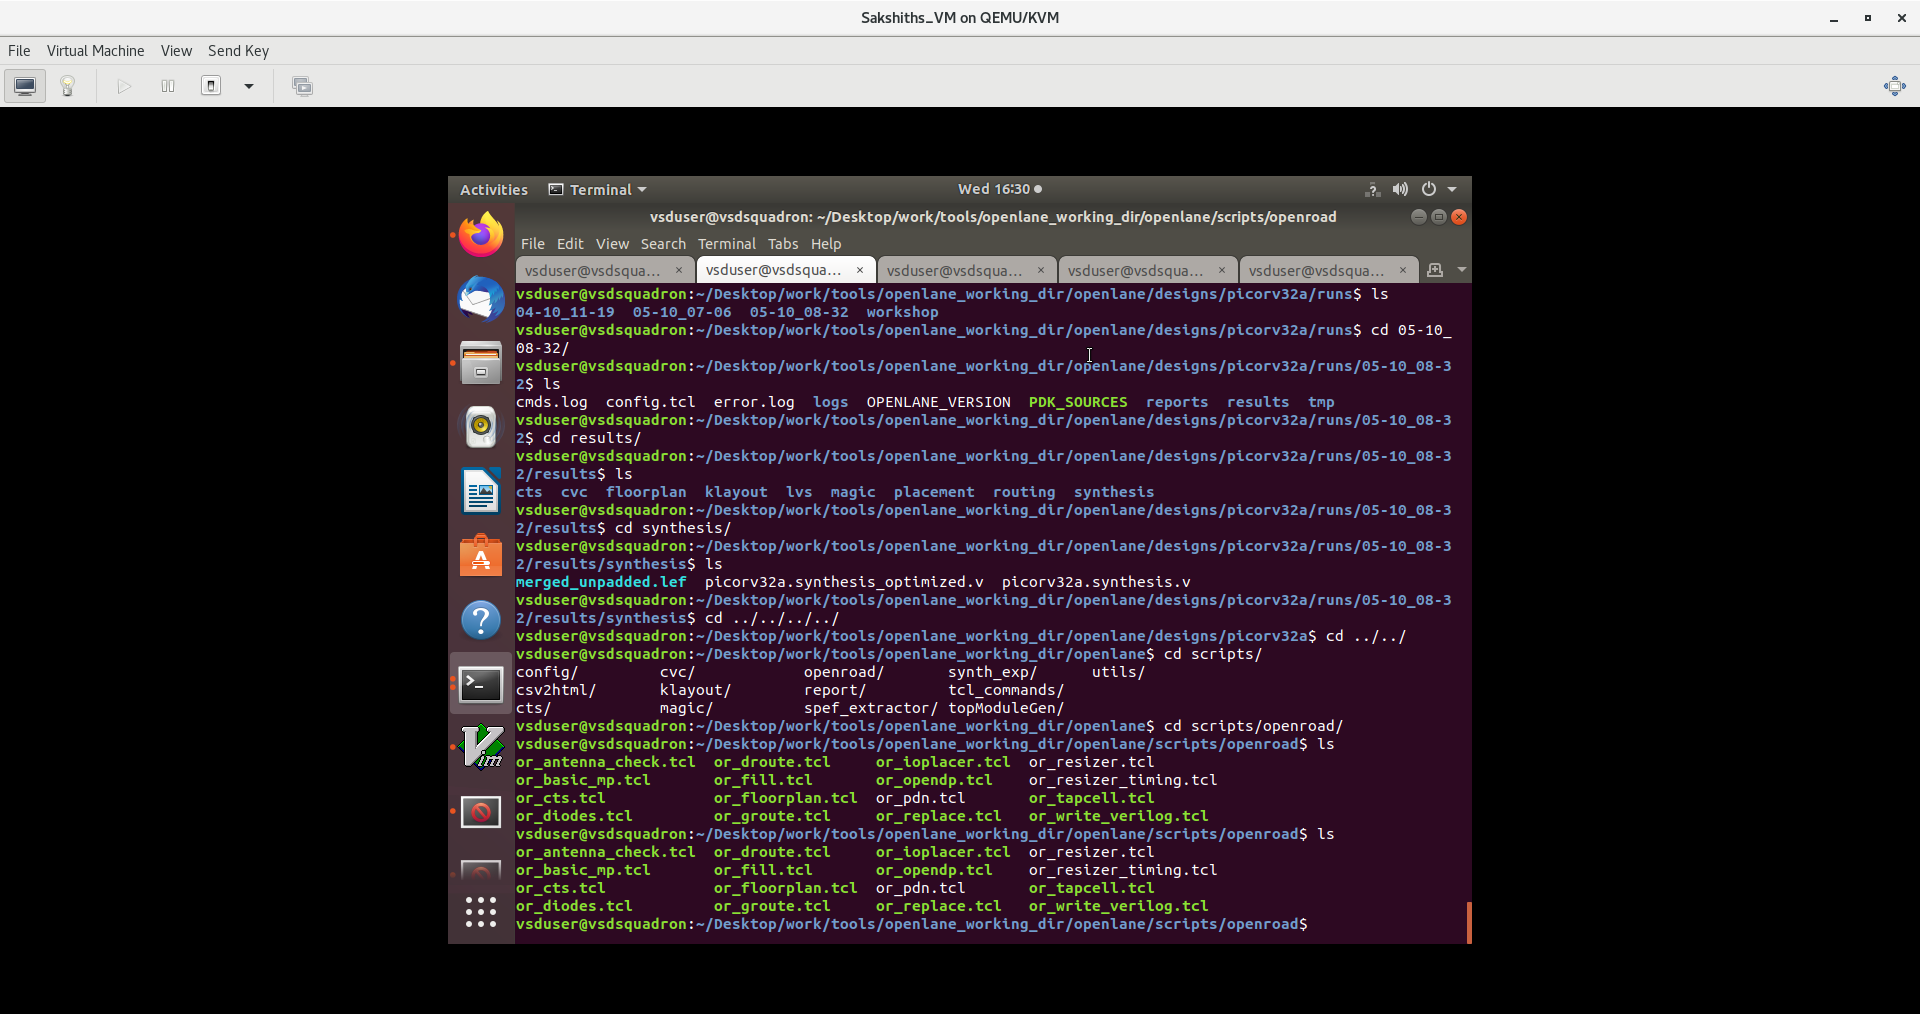 Sakshiths_VM on QEMU/KVM
File Virtual Machine View Send Key
Activities Terminal Wed 16:30
vsduser@vsdsquadron: ~/Desktop/work/tools/openlane_working_dir/openlane/scripts/openroad
File Edit View Search Terminal Tabs Help
vsduser@vsdsqua... vsduser@vsdsqua... vsduser@vsdsqua... vsduser@vsdsqua... vsduser@vsdsqua...
vsduser@vsdsquadron:~/Desktop/work/tools/openlane_working_dir/openlane/designs/picorv32a/runs$ ls
04-10_11-19 05-10_07-06 05-10_08-32 workshop
vsduser@vsdsquadron:~/Desktop/work/tools/openlane_working_dir/openlane/designs/picorv32a/runs$ cd 05-10_
08-32/
vsduser@vsdsquadron:~/Desktop/work/tools/openlane_working_dir/openlane/designs/picorv32a/runs/05-10_08-3
2$ ls
cmds.log config.tcl error.log logs OPENLANE_VERSION PDK_SOURCES reports results tmp
vsduser@vsdsquadron:~/Desktop/work/tools/openlane_working_dir/openlane/designs/picorv32a/runs/05-10_08-3
2$ cd results/
vsduser@vsdsquadron:~/Desktop/work/tools/openlane_working_dir/openlane/designs/picorv32a/runs/05-10_08-3
2/results$ ls
cts cvc floorplan klayout lvs magic placement routing synthesis
vsduser@vsdsquadron:~/Desktop/work/tools/openlane_working_dir/openlane/designs/picorv32a/runs/05-10_08-3
2/results$ cd synthesis/
vsduser@vsdsquadron:~/Desktop/work/tools/openlane_working_dir/openlane/designs/picorv32a/runs/05-10_08-3
2/results/synthesis$ ls
merged_unpadded.lef picorv32a.synthesis_optimized.v picorv32a.synthesis.v
vsduser@vsdsquadron:~/Desktop/work/tools/openlane_working_dir/openlane/designs/picorv32a/runs/05-10_08-3
2/results/synthesis$ cd ../../../../
vsduser@vsdsquadron:~/Desktop/work/tools/openlane_working_dir/openlane/designs/picorv32a$ cd ../../
vsduser@vsdsquadron:~/Desktop/work/tools/openlane_working_dir/openlane$ cd scripts/
config/ cvc/ openroad/ synth_exp/ utils/
csv2html/ klayout/ report/ tcl_commands/
cts/ magic/ spef_extractor/ topModuleGen/
vsduser@vsdsquadron:~/Desktop/work/tools/openlane_working_dir/openlane$ cd scripts/openroad/
vsduser@vsdsquadron:~/Desktop/work/tools/openlane_working_dir/openlane/scripts/openroad$ ls
or_antenna_check.tcl or_droute.tcl or_ioplacer.tcl or_resizer.tcl
or_basic_mp.tcl or_fill.tcl or_opendp.tcl or_resizer_timing.tcl
or_cts.tcl or_floorplan.tcl or_pdn.tcl or_tapcell.tcl
or_diodes.tcl or_groute.tcl or_replace.tcl or_write_verilog.tcl
vsduser@vsdsquadron:~/Desktop/work/tools/openlane_working_dir/openlane/scripts/openroad$ ls
or_antenna_check.tcl or_droute.tcl or_ioplacer.tcl or_resizer.tcl
or_basic_mp.tcl or_fill.tcl or_opendp.tcl or_resizer_timing.tcl
or_cts.tcl or_floorplan.tcl or_pdn.tcl or_tapcell.tcl
or_diodes.tcl or_groute.tcl or_replace.tcl or_write_verilog.tcl
vsduser@vsdsquadron:~/Desktop/work/tools/openlane_working_dir/openlane/scripts/openroad$